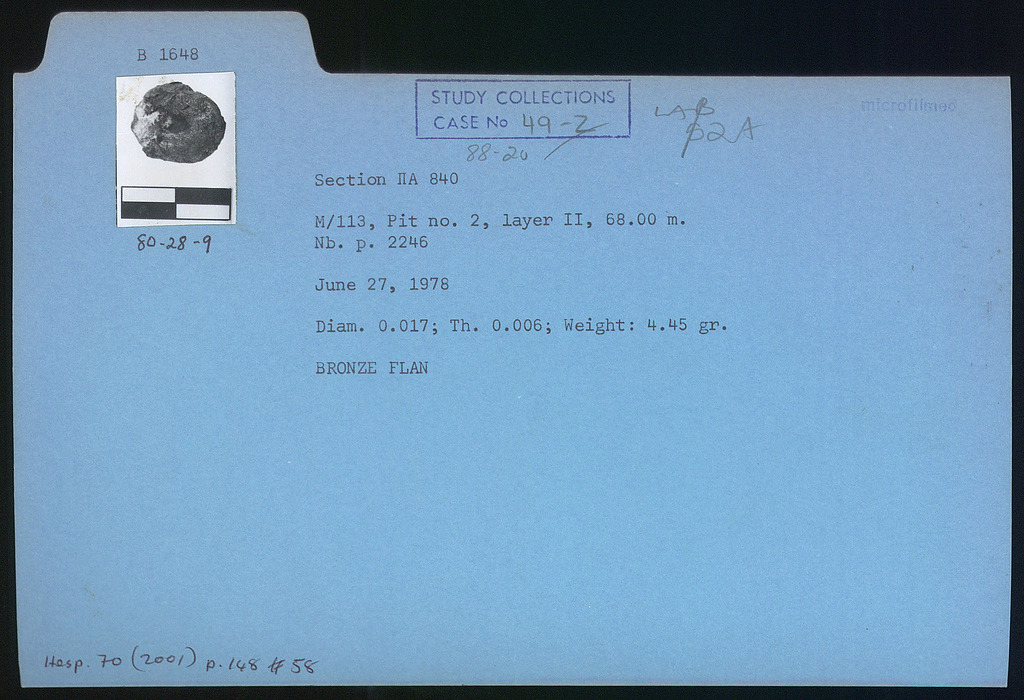 B 1648
STUDY COLLECTIONS
CASE No 49-2
88-20
LAB
microfilmed
80-28-9
Section ΠA 840
M/113, Pit no. 2, layer II, 68.00 m.
Nb. p. 2246
June 27, 1978
Diam. 0.017; Th. 0.006; Weight: 4.45 gr.
BRONZE FLAN
Hesp. 70 (2001) p. 148 # 58